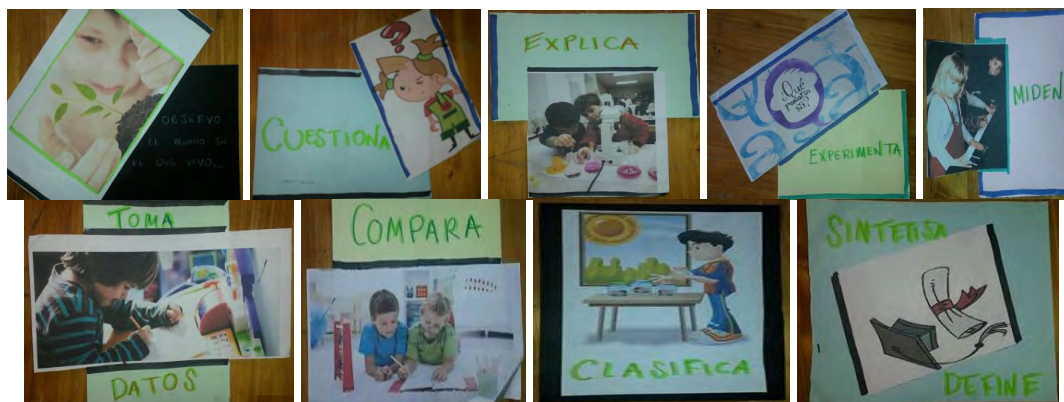 OBSERVO
EL MUNDO EN
EL QUE VIVO...
CUESTIONA
EXPLICA
¿Qué
pasaría
si?
EXPERIMENTA
MIDEN
TOMA
DATOS
COMPARA
CLASIFICA
SINTETISA
DEFINE